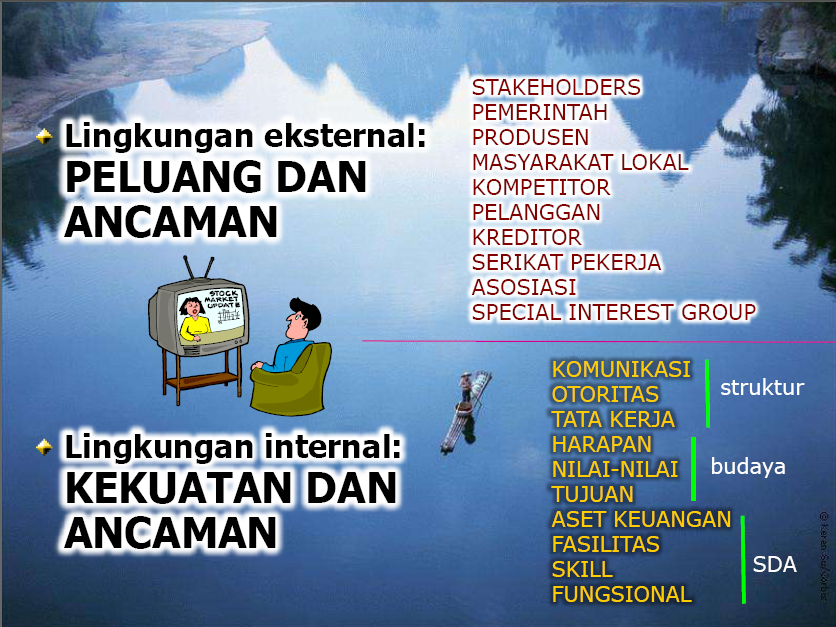 Lingkungan eksternal:
PELUANG DAN
ANCAMAN
STAKEHOLDERS
PEMERINTAH
PRODUSEN
MASYARAKAT LOKAL
KOMPETITOR
PELANGGAN
KREDITOR
SERIKAT PEKERJA
ASOSIASI
SPECIAL INTEREST GROUP
STOCK
MARKET
UPDATE
Lingkungan internal:
KEKUATAN DAN
ANCAMAN
KOMUNIKASI
OTORITAS
TATA KERJA
struktur
HARAPAN
NILAI-NILAI
TUJUAN
budaya
ASET KEUANGAN
FASILITAS
SKILL
FUNGSIONAL
SDA